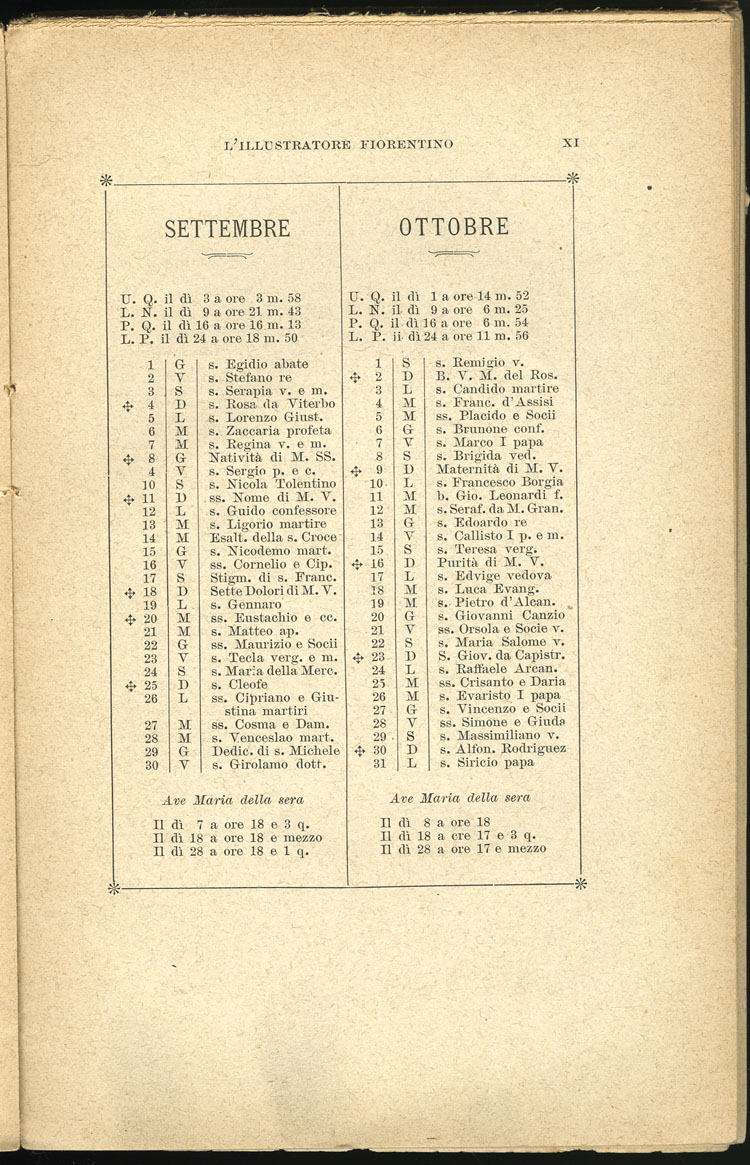 L'ILLUSTRATORE FIORENTINO XI
SETTEMBRE
U. Q. il dì 3 a ore 3 m. 58
L. N. il dì 9 a ore 21 m. 43
P. Q. il dì 16 a ore 16 m. 13
L. P. il dì 24 a ore 18 m. 50
1 G s. Egidio abate
2 V s. Stefano re
3 S s. Serapia v. e m.
✣ 4 D s. Rosa da Viterbo
5 L s. Lorenzo Giust.
6 M s. Zaccaria profeta
7 M s. Regina v. e m.
✣ 8 G Natività di M. SS.
4 V s. Sergio p. e c.
10 S s. Nicola Tolentino
✣ 11 D ss. Nome di M. V.
12 L s. Guido confessore
13 M s. Ligorio martire
14 M Esalt. della s. Croce
15 G s. Nicodemo mart.
16 V ss. Cornelio e Cip.
17 S Stigm. di s. Franc.
✣ 18 D Sette Dolori di M. V.
19 L s. Gennaro
✣ 20 M ss. Eustachio e cc.
21 M s. Matteo ap.
22 G ss. Maurizio e Socii
23 V s. Tecla verg. e m.
24 S s. Maria della Merc.
✣ 25 D s. Cleofe
26 L ss. Cipriano e Giu-
stina martiri
27 M ss. Cosma e Dam.
28 M s. Venceslao mart.
29 G Dedic. di s. Michele
30 V s. Girolamo dott.
Ave Maria della sera
Il dì 7 a ore 18 e 3 q.
Il dì 18 a ore 18 e mezzo
Il dì 28 a ore 18 e 1 q.
OTTOBRE
U. Q. il dì 1 a ore 14 m. 52
L. N. il dì 9 a ore 6 m. 25
P. Q. il dì 16 a ore 6 m. 54
L. P. ii dì 24 a ore 11 m. 56
1 S s. Remigio v.
✣ 2 D B. V. M. del Ros.
3 L s. Candido martire
4 M s. Franc. d'Assisi
5 M ss. Placido e Socii
6 G s. Brunone conf.
7 V s. Marco I papa
8 S s. Brigida ved.
✣ 9 D Maternità di M. V.
10 L s. Francesco Borgia
11 M b. Gio. Leonardi f.
12 M s. Seraf. da M. Gran.
13 G s. Edoardo re
14 V s. Callisto I p. e m.
15 S s. Teresa verg.
✣ 16 D Purità di M. V.
17 L s. Edvige vedova
18 M s. Luca Evang.
19 M s. Pietro d'Alcan.
20 G s. Giovanni Canzio
21 V ss. Orsola e Socie v.
22 S s. Maria Salome v.
✣ 23 D S. Giov. da Capistr.
24 L s. Raffaele Arcan.
25 M ss. Crisanto e Daria
26 M s. Evaristo I papa
27 G s. Vincenzo e Socii
28 V ss. Simone e Giuda
29 S s. Massimiliano v.
✣ 30 D s. Alfon. Rodriguez
31 L s. Siricio papa
Ave Maria della sera
Il dì 8 a ore 18
Il dì 18 a ore 17 e 3 q.
Il dì 28 a ore 17 e mezzo